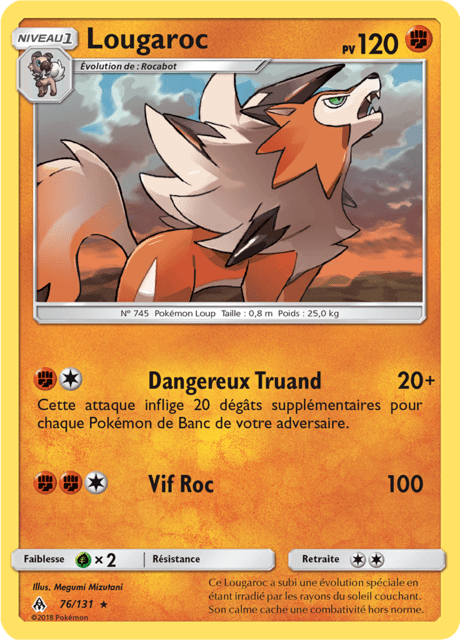 NIVEAU 1
Lougaroc
PV 120
Évolution de : Rocabot
N° 745 Pokémon Loup Taille : 0,8 m Poids : 25,0 kg
Dangereux Truand 20+
Cette attaque inflige 20 dégâts supplémentaires pour
chaque Pokémon de Banc de votre adversaire.
Vif Roc 100
Faiblesse ×2 Résistance Retraite
Illus. Megumi Mizutani
76/131 ★
©2018 Pokémon
Ce Lougaroc a subi une évolution spéciale en
étant irradié par les rayons du soleil couchant.
Son calme cache une combativité hors norme.